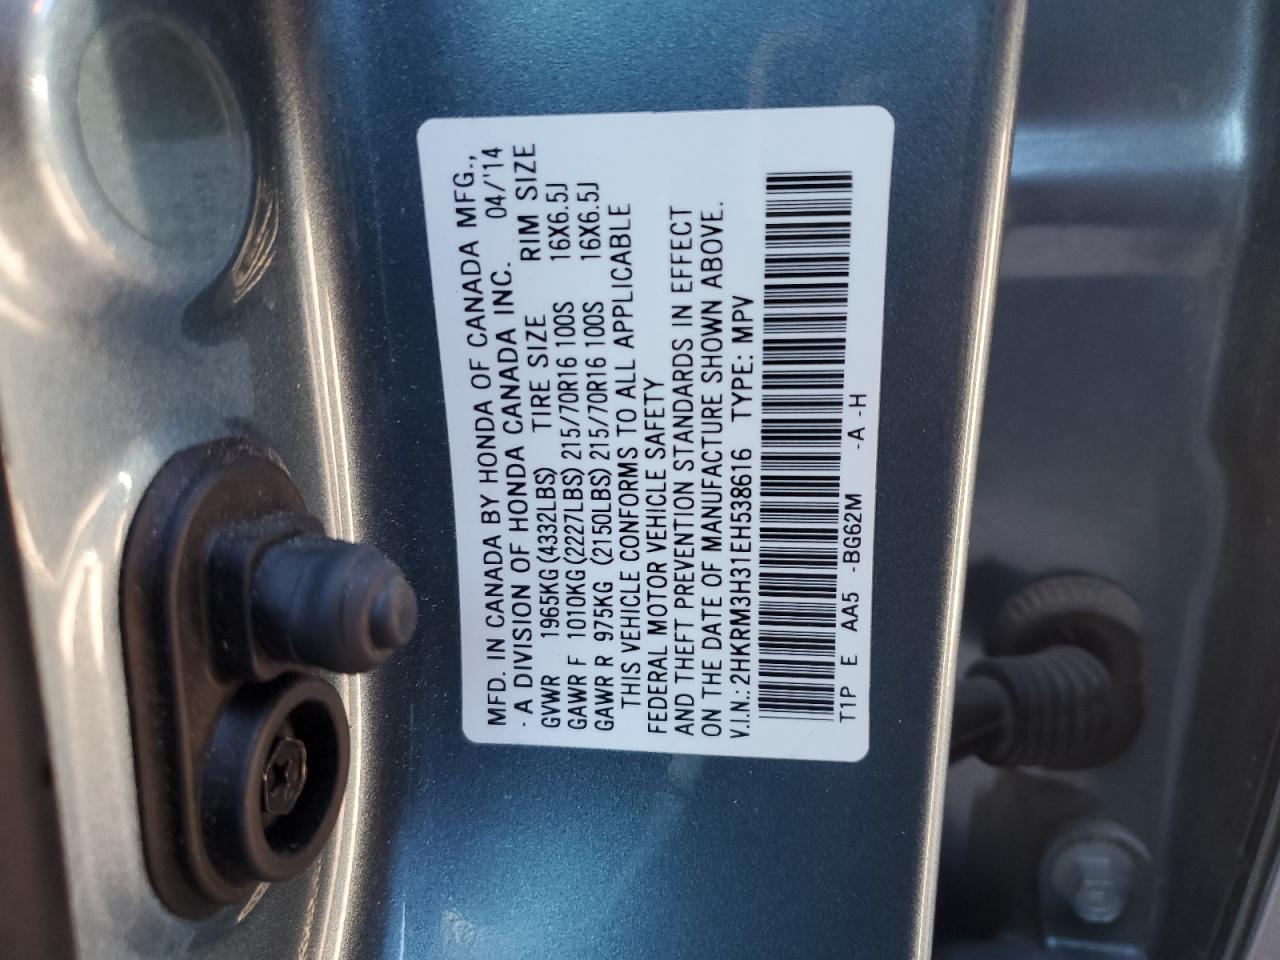 MFD. IN CANADA BY HONDA OF CANADA MFG.,
- A DIVISION OF HONDA CANADA INC. 04/'14
GVWR 1965KG(4332LBS) TIRE SIZE RIM SIZE
GAWR F 1010KG(2227LBS)215/70R16 100S 16X6.5J
GAWR R 975KG (2150LBS)215/70R16 100S 16X6.5J
THIS VEHICLE CONFORMS TO ALL APPLICABLE
FEDERAL MOTOR VEHICLE SAFETY
AND THEFT PREVENTION STANDARDS IN EFFECT
ON THE DATE OF MANUFACTURE SHOWN ABOVE.
V.I.N.: 2HKRM3H31EH538616 TYPE: MPV
T1P E AA5 -BG62M -A -H